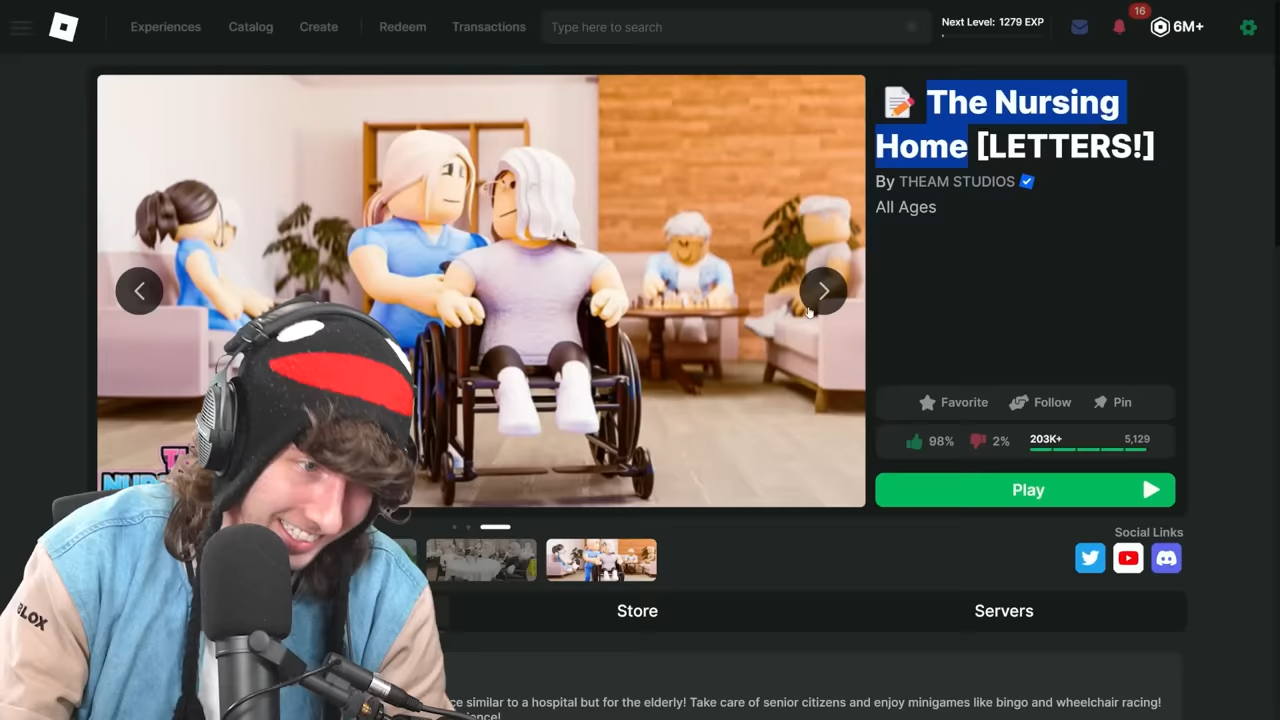 Experiences
Catalog
Create
Redeem
Transactions
Type here to search
Next Level: 1279 EXP
16
6M+
The Nursing
Home [LETTERS!]
By THEAM STUDIOS
All Ages
Favorite
Follow
Pin
98%
2%
203K+
5,129
Play
Social Links
Store
Servers
similar to a hospital but for the elderly! Take care of senior citizens and enjoy minigames like bingo and wheelchair racing!
BLOX